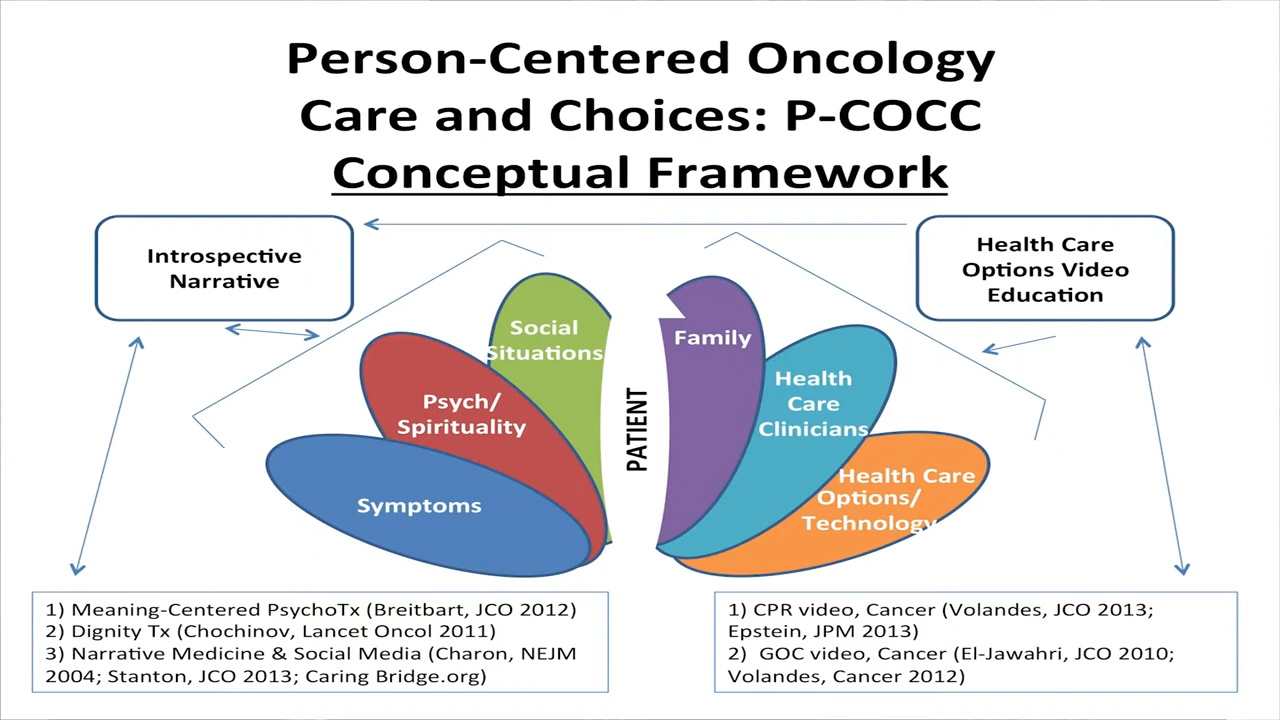 Person-Centered Oncology
Care and Choices: P-COCC
Conceptual Framework
Introspective
Narrative
Health Care
Options Video
Education
Social
Situations
Family
Psych/
Spirituality
Health
Care
Clinicians
PATIENT
Symptoms
Health Care
Options/
Technology
1) Meaning-Centered PsychoTx (Breitbart, JCO 2012)
2) Dignity Tx (Chochinov, Lancet Oncol 2011)
3) Narrative Medicine & Social Media (Charon, NEJM
2004; Stanton, JCO 2013; Caring Bridge.org)
1) CPR video, Cancer (Volandes, JCO 2013;
Epstein, JPM 2013)
2)  GOC video, Cancer (El-Jawahri, JCO 2010;
Volandes, Cancer 2012)